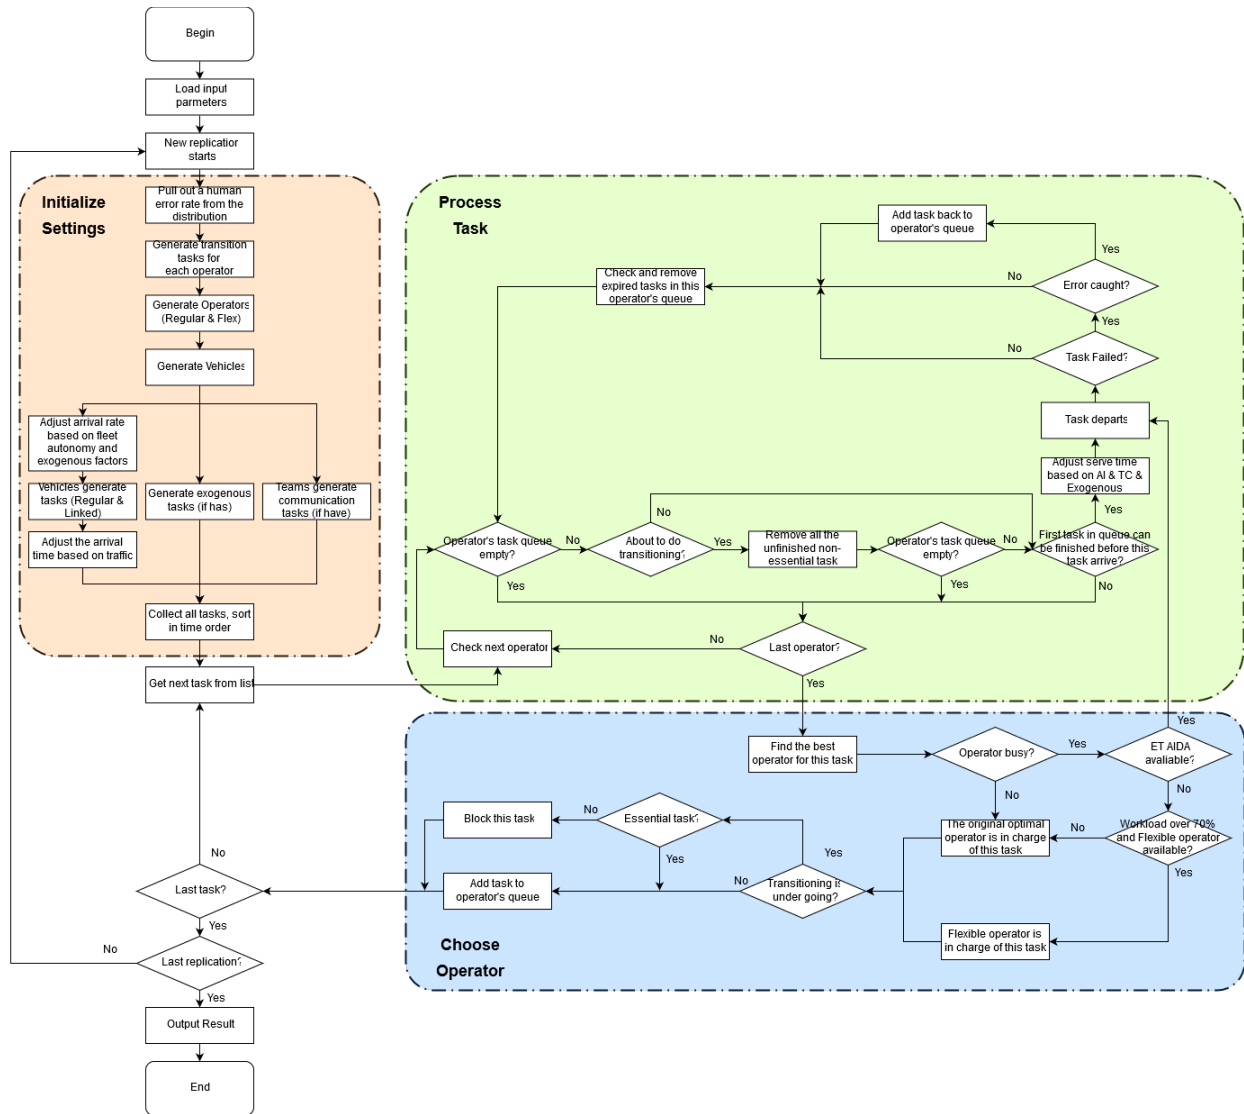 Begin
Load input
parmeters
New replicatior
starts
Initialize
Settings
Pull out a human
error rate from the
distribution
Generate transition
tasks for
each operator
Generate Operators
(Regular & Flex)
Generate Vehicles
Adjust arrival rate
based on fleet
autonomy and
exogenous factors
Vehicles generate
tasks (Regular &
Linked)
Adjust the arrival
time based on traffic
Generate exogenous
tasks (if has)
Teams generate
communication
tasks (if have)
Collect all tasks, sort
in time order
Get next task from list
Process
Task
Add task back to
operator's queue
Yes
Check and remove
expired tasks in this
operator's queue
No
Error caught?
Yes
No
Task Failed?
Task departs
Adjust serve time
based on AI & TC &
Exogenous
Yes
No
Operator's task queue
empty?
No
About to do
transitioning?
Yes
Remove all the
unfinished non-
essential task
Operator's task queue
empty?
No
First task in queue can
be finished before this
task arrive?
Yes
Yes
No
Check next operator
No
Last operator?
Yes
Yes
Find the best
operator for this task
Operator busy?
Yes
ET AIDA
avaliable?
No
No
Block this task
No
Essential task?
The original optimal
operator is in charge
of this task
No
Workload over 70%
and Flexible operator
available?
Yes
Yes
Yes
Add task to
operator's queue
No
Transitioning is
under going?
Flexible operator is
in charge of this task
Choose
Operator
No
Last task?
Yes
No
Last replication?
Yes
Output Result
End